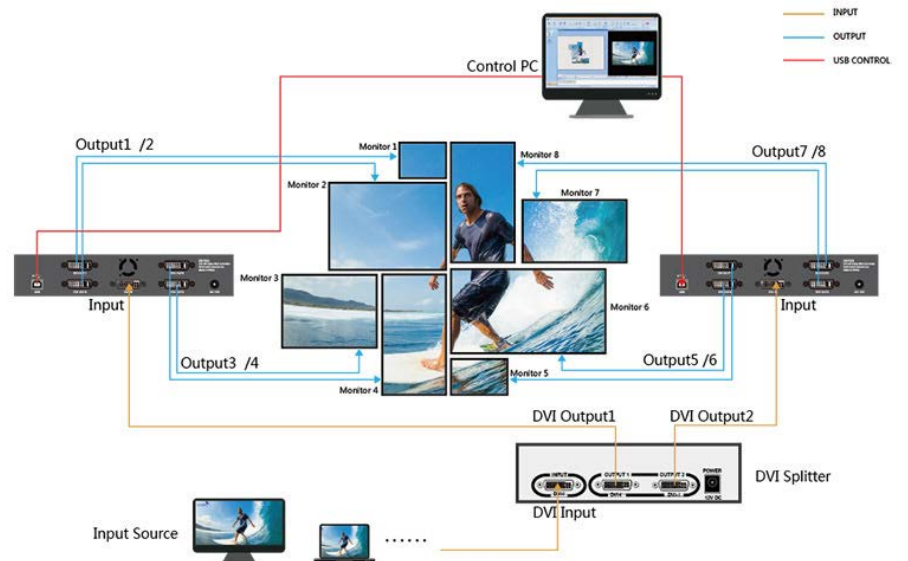 INPUT
OUTPUT
USB CONTROL
Control PC
Output1 /2
Monitor 1
Monitor 8
Output7 /8
Monitor 2
Monitor 7
Monitor 3
Monitor 6
Input
Input
Output3 /4
Output5 /6
Monitor 4
Monitor 5
DVI Output1
DVI Output2
INPUT
OUTPUT 1
OUTPUT 2
POWER
12V DC
DVI Splitter
DVI Input
Input Source
......